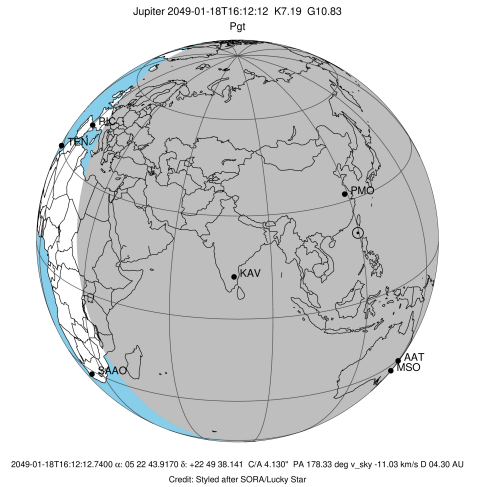 Jupiter 2049-01-18T16:12:12 K7.19 G10.83
Pgt
PIC
TEN
PMO
KAV
AAT
MSO
SAAO
2049-01-18T16:12:12.7400 α: 05 22 43.9170 δ: +22 49 38.141 C/A 4.130" PA 178.33 deg v_sky -11.03 km/s D 04.30 AU
Credit: Styled after SORA/Lucky Star